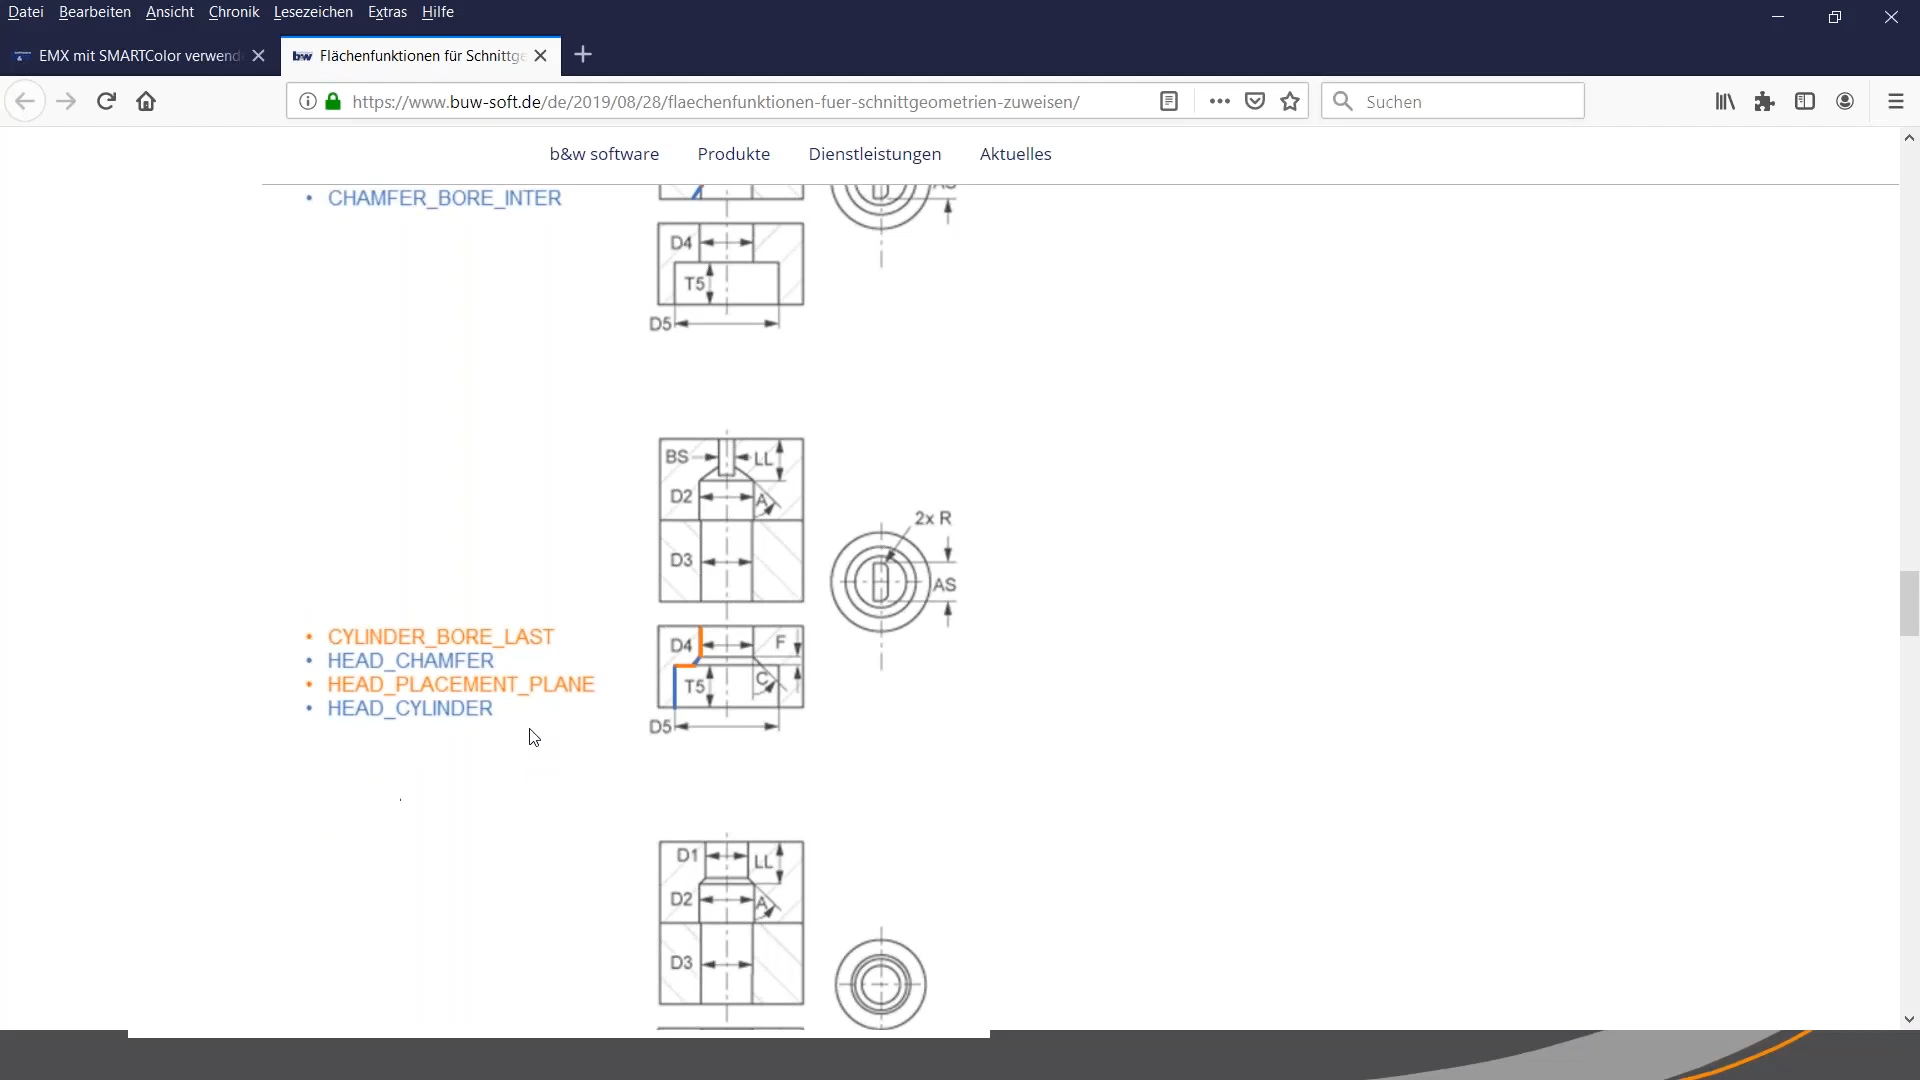 Datei Bearbeiten Ansicht Chronik Lesezeichen Extras Hilfe
EMX mit SMARTColor verwend
b&w Flächenfunktionen für Schnittge
https://www.buw-soft.de/de/2019/08/28/flaechenfunktionen-fuer-schnittgeometrien-zuweisen/
Suchen
b&w software Produkte Dienstleistungen Aktuelles
• CHAMFER_BORE_INTER
AS
D4
T5
D5
BS LL
D2 A
2x R
D3
AS
• CYLINDER_BORE_LAST
• HEAD_CHAMFER
• HEAD_PLACEMENT_PLANE
• HEAD_CYLINDER
D4 F
T5 C
D5
D1 LL
D2 A
D3